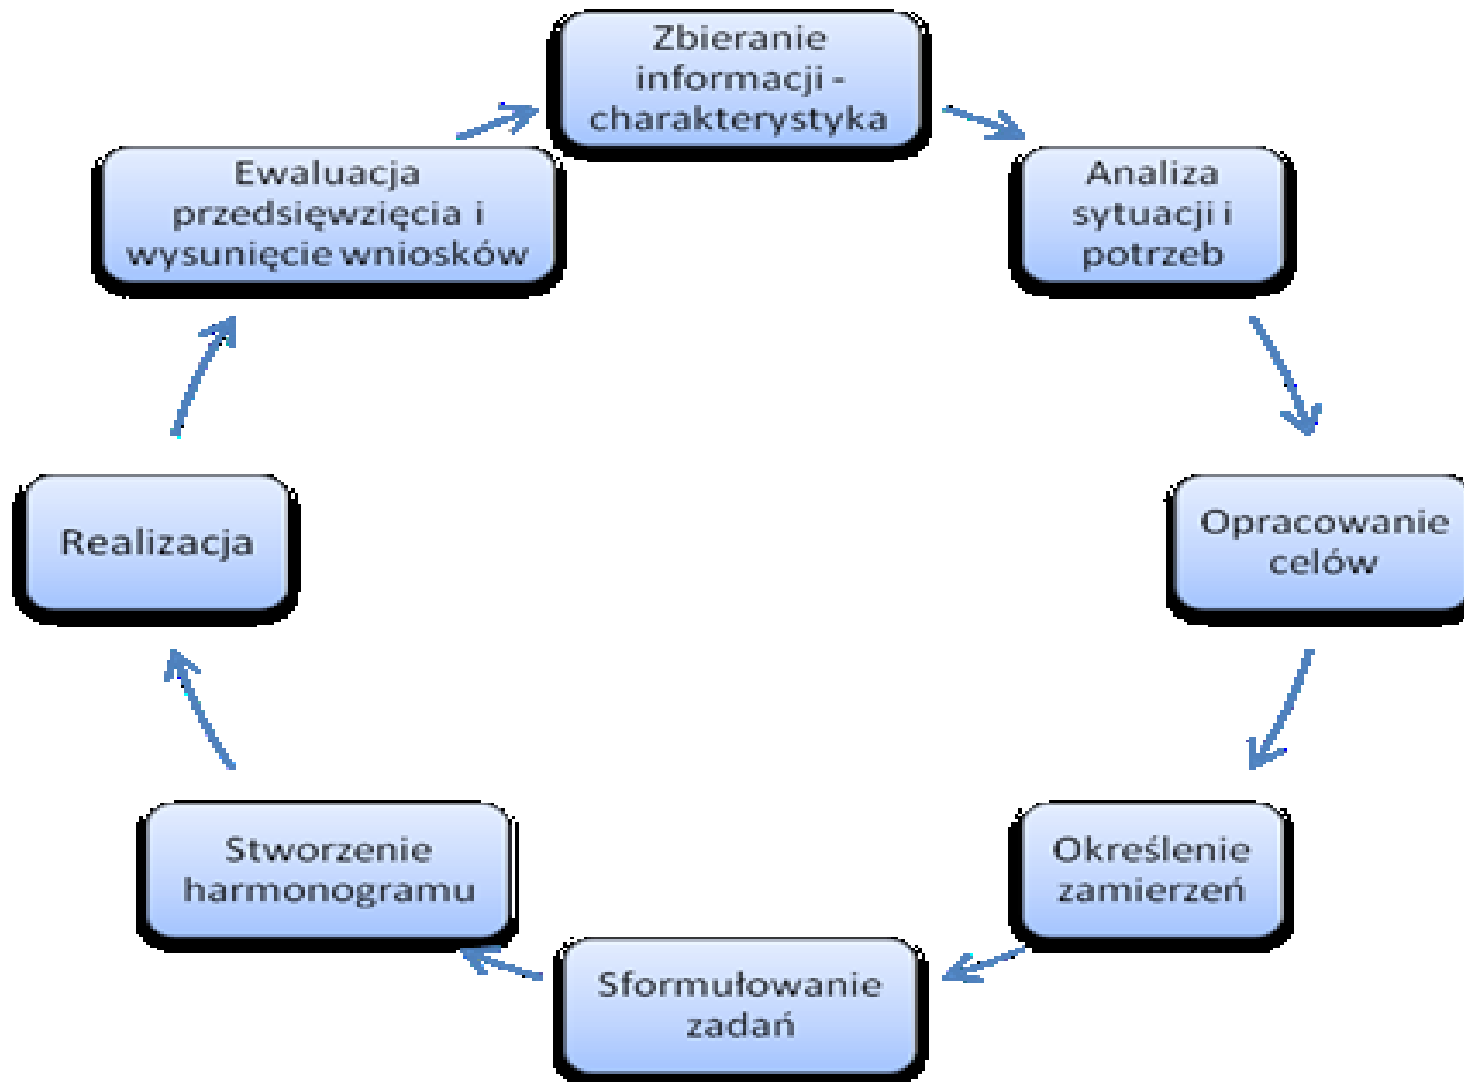 Zbieranie
informacji -
charakterystyka
Analiza
sytuacji i
potrzeb
Opracowanie
celów
Określenie
zamierzeń
Sformułowanie
zadań
Stworzenie
harmonogramu
Realizacja
Ewaluacja
przedsięwzięcia i
wysunięcie wniosków